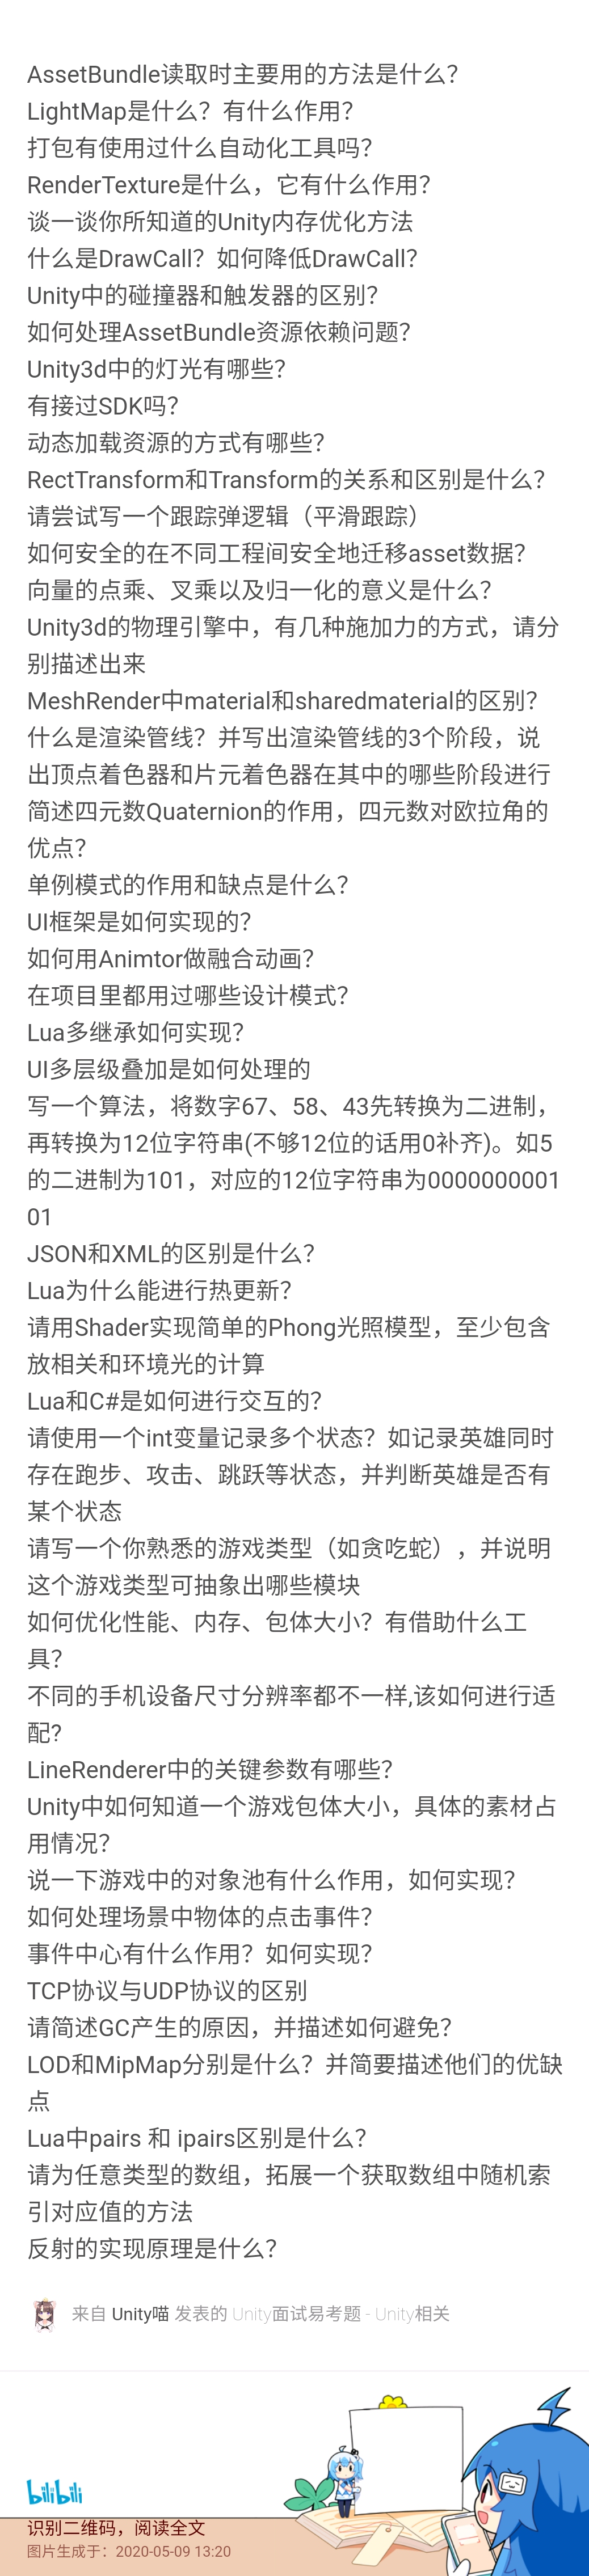 AssetBundle读取时主要用的方法是什么？
LightMap是什么？有什么作用？
打包有使用过什么自动化工具吗？
RenderTexture是什么，它有什么作用？
谈一谈你所知道的Unity内存优化方法
什么是DrawCall？如何降低DrawCall？
Unity中的碰撞器和触发器的区别？
如何处理AssetBundle资源依赖问题？
Unity3d中的灯光有哪些？
有接过SDK吗？
动态加载资源的方式有哪些？
RectTransform和Transform的关系和区别是什么？
请尝试写一个跟踪弹逻辑（平滑跟踪）
如何安全的在不同工程间安全地迁移asset数据？
向量的点乘、叉乘以及归一化的意义是什么？
Unity3d的物理引擎中，有几种施加力的方式，请分
别描述出来
MeshRender中material和sharedmaterial的区别？
什么是渲染管线？并写出渲染管线的3个阶段，说
出顶点着色器和片元着色器在其中的哪些阶段进行
简述四元数Quaternion的作用，四元数对欧拉角的
优点？
单例模式的作用和缺点是什么？
UI框架是如何实现的？
如何用Animtor做融合动画？
在项目里都用过哪些设计模式？
Lua多继承如何实现？
UI多层级叠加是如何处理的
写一个算法，将数字67、58、43先转换为二进制，
再转换为12位字符串(不够12位的话用0补齐)。如5
的二进制为101，对应的12位字符串为0000000001
01
JSON和XML的区别是什么？
Lua为什么能进行热更新？
请用Shader实现简单的Phong光照模型，至少包含
放相关和环境光的计算
Lua和C#是如何进行交互的？
请使用一个int变量记录多个状态？如记录英雄同时
存在跑步、攻击、跳跃等状态，并判断英雄是否有
某个状态
请写一个你熟悉的游戏类型（如贪吃蛇），并说明
这个游戏类型可抽象出哪些模块
如何优化性能、内存、包体大小？有借助什么工
具？
不同的手机设备尺寸分辨率都不一样,该如何进行适
配？
LineRenderer中的关键参数有哪些？
Unity中如何知道一个游戏包体大小，具体的素材占
用情况？
说一下游戏中的对象池有什么作用，如何实现？
如何处理场景中物体的点击事件？
事件中心有什么作用？如何实现？
TCP协议与UDP协议的区别
请简述GC产生的原因，并描述如何避免？
LOD和MipMap分别是什么？并简要描述他们的优缺
点
Lua中pairs 和 ipairs区别是什么？
请为任意类型的数组，拓展一个获取数组中随机索
引对应值的方法
反射的实现原理是什么？
来自 Unity喵 发表的 Unity面试易考题 - Unity相关
bilibili
识别二维码，阅读全文
图片生成于：2020-05-09 13:20